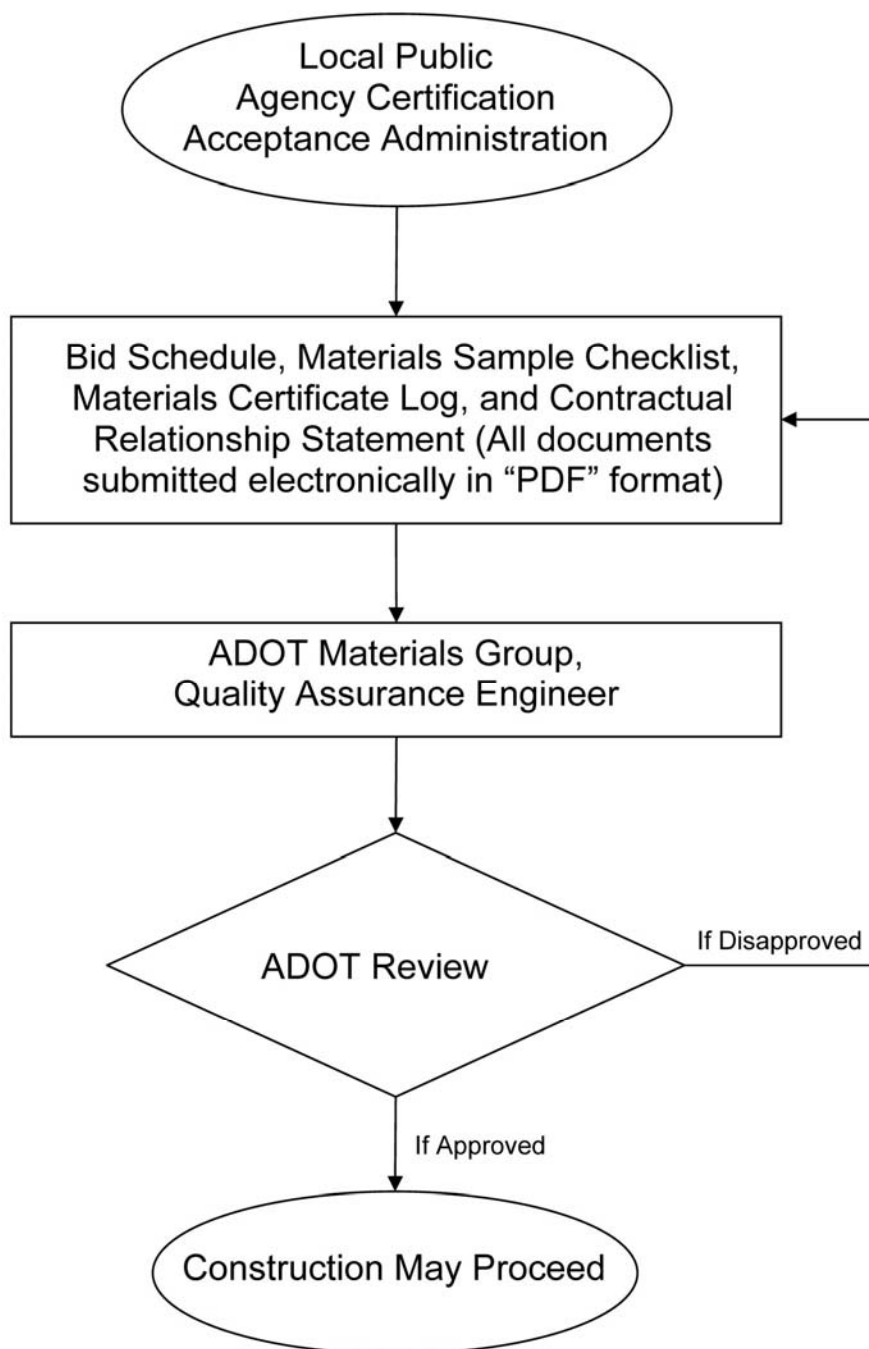 Local Public
Agency Certification
Acceptance Administration
Bid Schedule, Materials Sample Checklist,
Materials Certificate Log, and Contractual
Relationship Statement (All documents
submitted electronically in “PDF” format)
ADOT Materials Group,
Quality Assurance Engineer
ADOT Review
If Disapproved
If Approved
Construction May Proceed